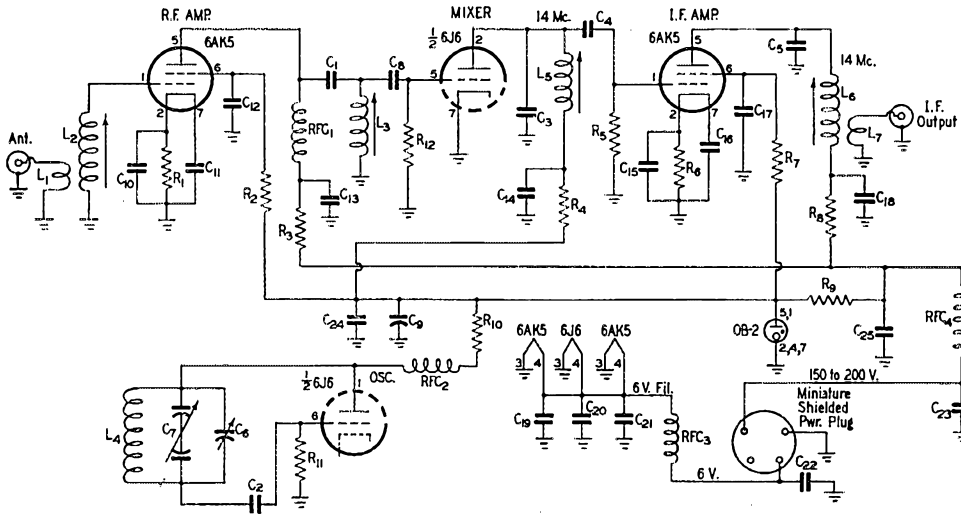 R.F. AMP.
6AK5
MIXER
½ 6J6
14 Mc.
C4
I.F. AMP.
6AK5
C5
14 Mc.
5
1
6
2
7
C12
C1
C8
5
2
7
L5
C3
5
1
6
2
7
C17
L6
L7
I.F.
Output
Ant.
L1
L2
C10
R1
C11
R2
RFC1
L3
R12
C13
R3
C14
R4
R5
C15
R6
C16
R7
R8
C18
C24
C9
R10
R9
5,1
OB-2
2,4,7
C25
RFC4
½ 6J6
OSC.
RFC2
1
6
6AK5
6J6
6AK5
3
4
3
4
3
4
6V. Fil.
150 to 200 V.
Miniature
Shielded
Pwr. Plug
C23
L4
C7
C6
C2
R11
C19
C20
C21
RFC3
6 V.
C22